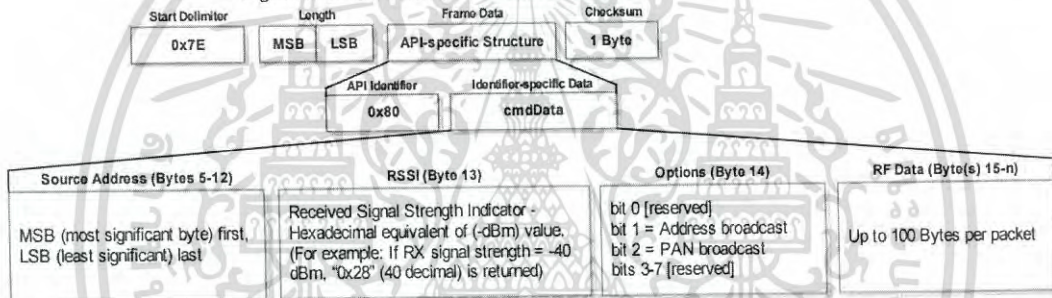 Start Delimiter Length Frame Data Checksum
0x7E MSB LSB API-specific Structure 1 Byte
API Identifier Identifier-specific Data
0x80 cmdData
Source Address (Bytes 5-12)
MSB (most significant byte) first,
LSB (least significant) last
RSSI (Byte 13)
Received Signal Strength Indicator -
Hexadecimal equivalent of (-dBm) value.
(For example: If RX signal strength = -40
dBm, "0x28" (40 decimal) is returned)
Options (Byte 14)
bit 0 [reserved]
bit 1 = Address broadcast
bit 2 = PAN broadcast
bits 3-7 [reserved]
RF Data (Byte(s) 15-n)
Up to 100 Bytes per packet